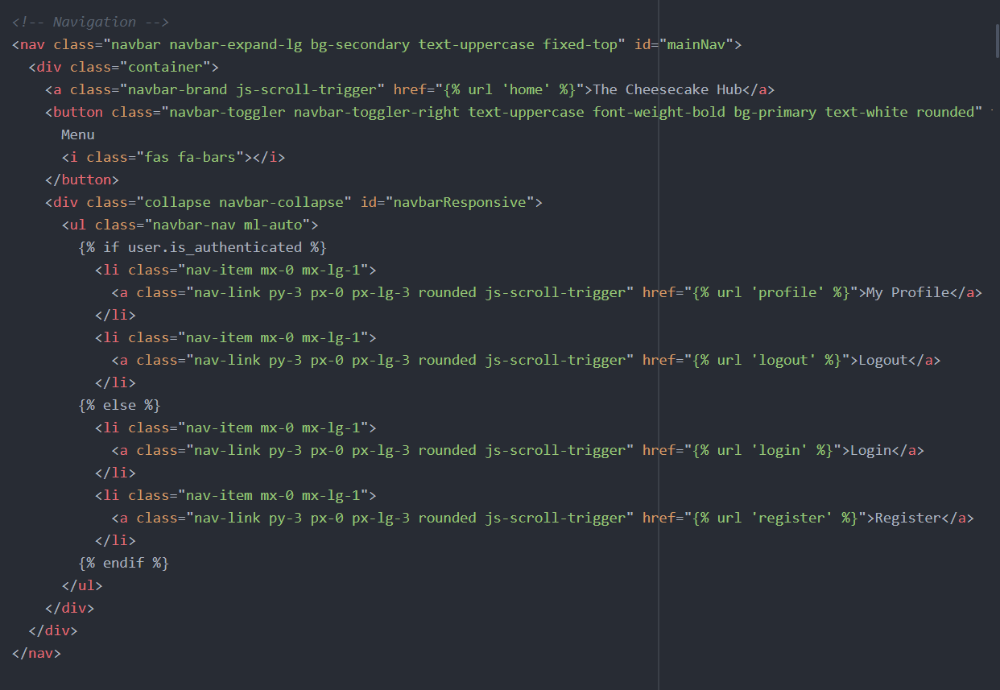 <!-- Navigation -->
<nav class="navbar navbar-expand-lg bg-secondary text-uppercase fixed-top" id="mainNav">
  <div class="container">
    <a class="navbar-brand js-scroll-trigger" href="{% url 'home' %}">The Cheesecake Hub</a>
    <button class="navbar-toggler navbar-toggler-right text-uppercase font-weight-bold bg-primary text-white rounded"
      Menu
      <i class="fas fa-bars"></i>
    </button>
    <div class="collapse navbar-collapse" id="navbarResponsive">
      <ul class="navbar-nav ml-auto">
        {% if user.is_authenticated %}
          <li class="nav-item mx-0 mx-lg-1">
            <a class="nav-link py-3 px-0 px-lg-3 rounded js-scroll-trigger" href="{% url 'profile' %}">My Profile</a>
          </li>
          <li class="nav-item mx-0 mx-lg-1">
            <a class="nav-link py-3 px-0 px-lg-3 rounded js-scroll-trigger" href="{% url 'logout' %}">Logout</a>
          </li>
        {% else %}
          <li class="nav-item mx-0 mx-lg-1">
            <a class="nav-link py-3 px-0 px-lg-3 rounded js-scroll-trigger" href="{% url 'login' %}">Login</a>
          </li>
          <li class="nav-item mx-0 mx-lg-1">
            <a class="nav-link py-3 px-0 px-lg-3 rounded js-scroll-trigger" href="{% url 'register' %}">Register</a>
          </li>
        {% endif %}
      </ul>
    </div>
  </div>
</nav>